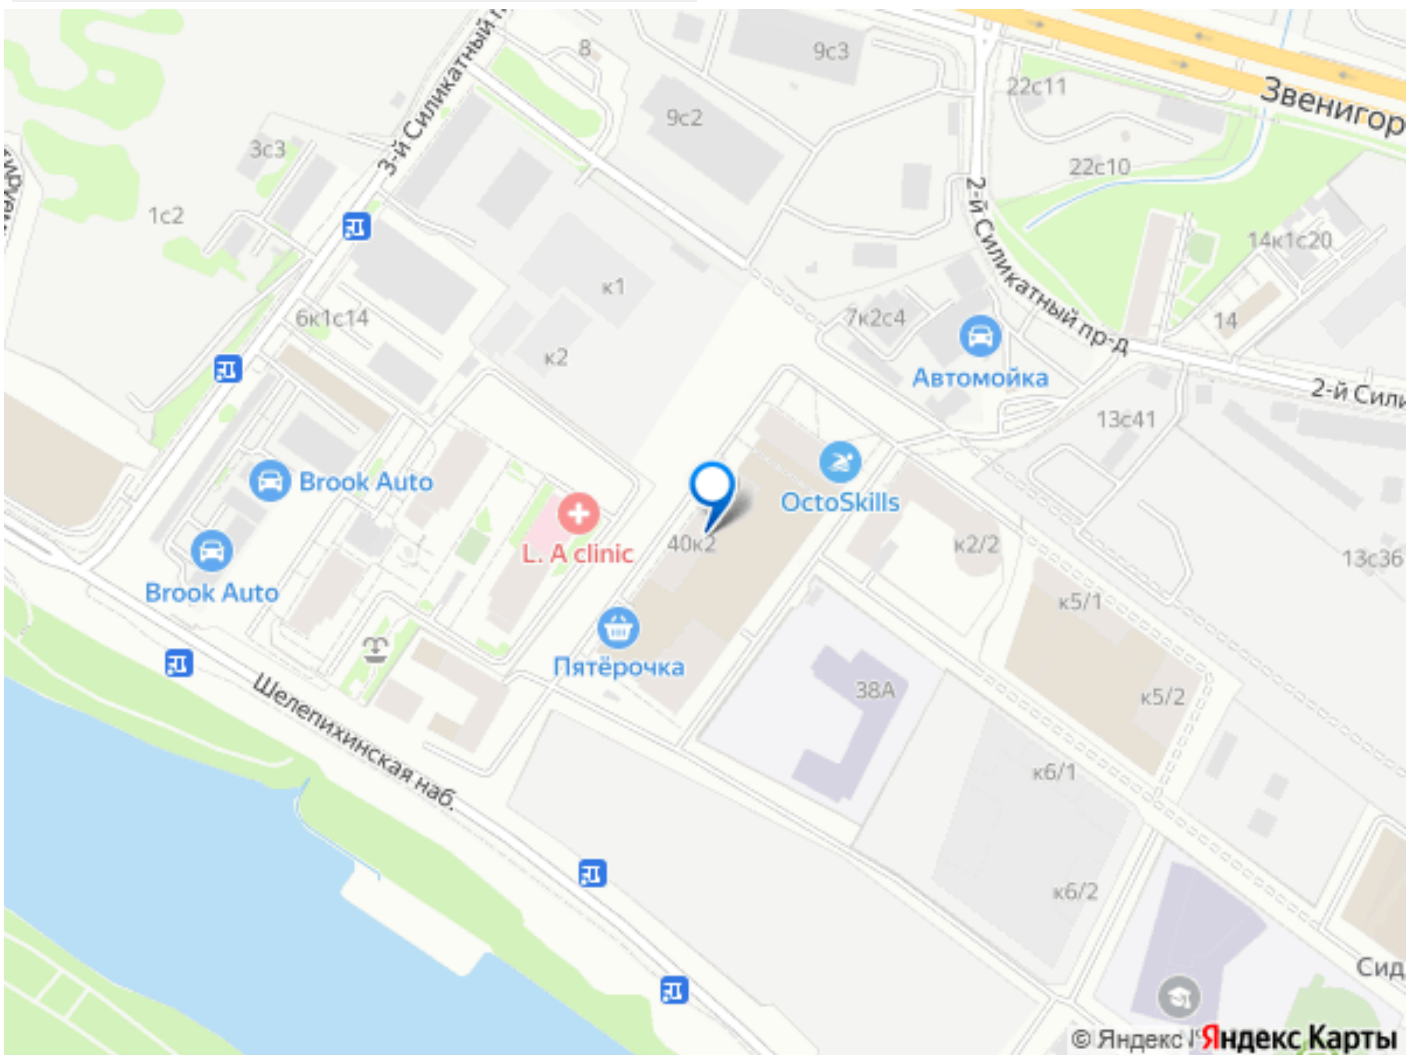 8
9с3
22с11
Звенигор
9с2
3-й Силикатный п
3с3
22с10
1с2
2-й Силикатный пр-д
14к1с20
к1
6к1с14
7к2с4
14
к2
Автомойка
2-й Сили
13с41
Brook Auto
OctoSkills
40к2
L. A clinic
к2/2
13с36
Brook Auto
к5/1
Пятёрочка
38А
к5/2
Шелепихинская наб.
к6/1
к6/2
Сид
© Яндекс
Яндекс Карты